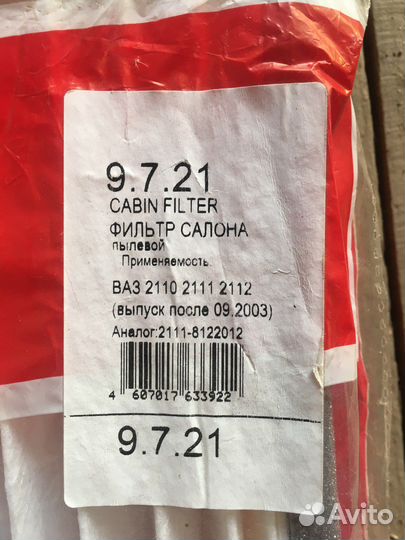 9.7.21
CABIN FILTER
ФИЛЬТР САЛОНА
пылевой
Применяемость:
ВАЗ 2110 2111 2112
(выпуск после 09.2003)
Аналог:2111-8122012
4 607017 633922
9.7.21
Avito